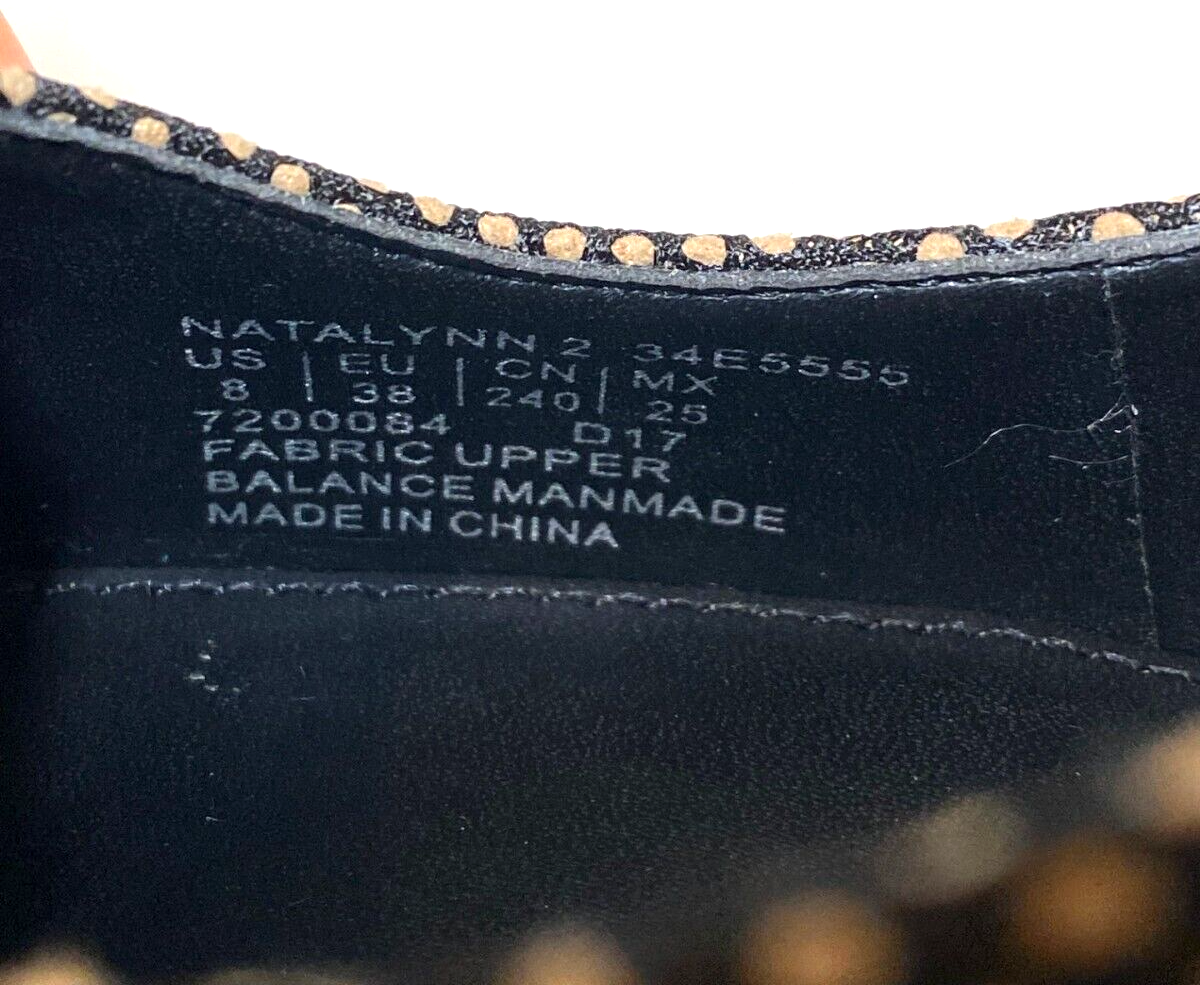 NATALYNN 2 34E5555
US | EU | CN | MX
8 | 38 | 240 | 25
7200084 D17
FABRIC UPPER
BALANCE MANMADE
MADE IN CHINA